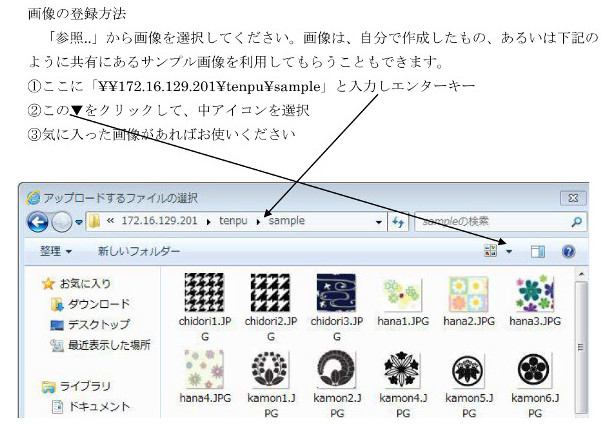 画像の登録方法
「参照..」から画像を選択してください。画像は、自分で作成したもの、あるいは下記の
ように共有にあるサンプル画像を利用してもらうこともできます。
①ここに「¥¥172.16.129.201¥tenpu¥sample」と入力しエンターキー
②この▼をクリックして、中アイコンを選択
③気に入った画像があればお使いください
アップロードするファイルの選択
« 172.16.129.201 ▸ tenpu ▸ sample
sampleの検索
整理 ▼ 新しいフォルダー
お気に入り
ダウンロード
デスクトップ
最近表示した場所
ライブラリ
ドキュメント
chidori1.JP
G
chidori2.JP
G
chidori3.JP
G
hana1.JPG
hana2.JPG
hana3.JPG
hana4.JPG
kamon1.J
PG
kamon2.J
PG
kamon4.J
PG
kamon5.J
PG
kamon6.J
PG